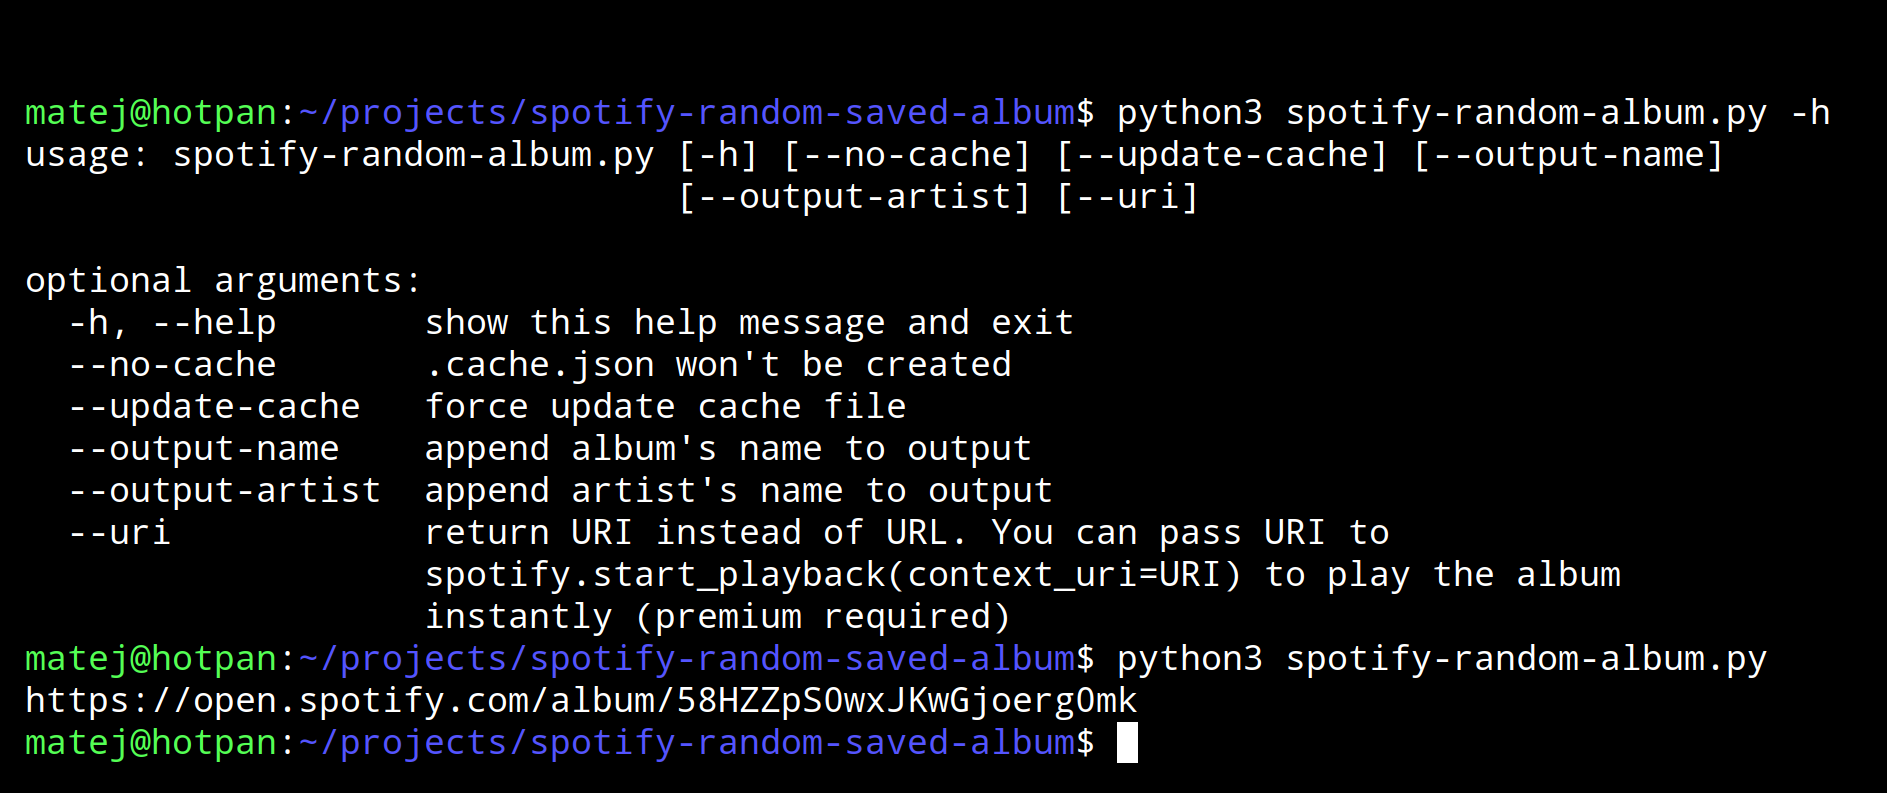 matej@hotpan:~/projects/spotify-random-saved-album$ python3 spotify-random-album.py -h
usage: spotify-random-album.py [-h] [--no-cache] [--update-cache] [--output-name]
                               [--output-artist] [--uri]

optional arguments:
  -h, --help       show this help message and exit
  --no-cache       .cache.json won't be created
  --update-cache   force update cache file
  --output-name    append album's name to output
  --output-artist  append artist's name to output
  --uri            return URI instead of URL. You can pass URI to
                   spotify.start_playback(context_uri=URI) to play the album
                   instantly (premium required)
matej@hotpan:~/projects/spotify-random-saved-album$ python3 spotify-random-album.py
https://open.spotify.com/album/58HZZpS0wxJKwGjoerg0mk
matej@hotpan:~/projects/spotify-random-saved-album$